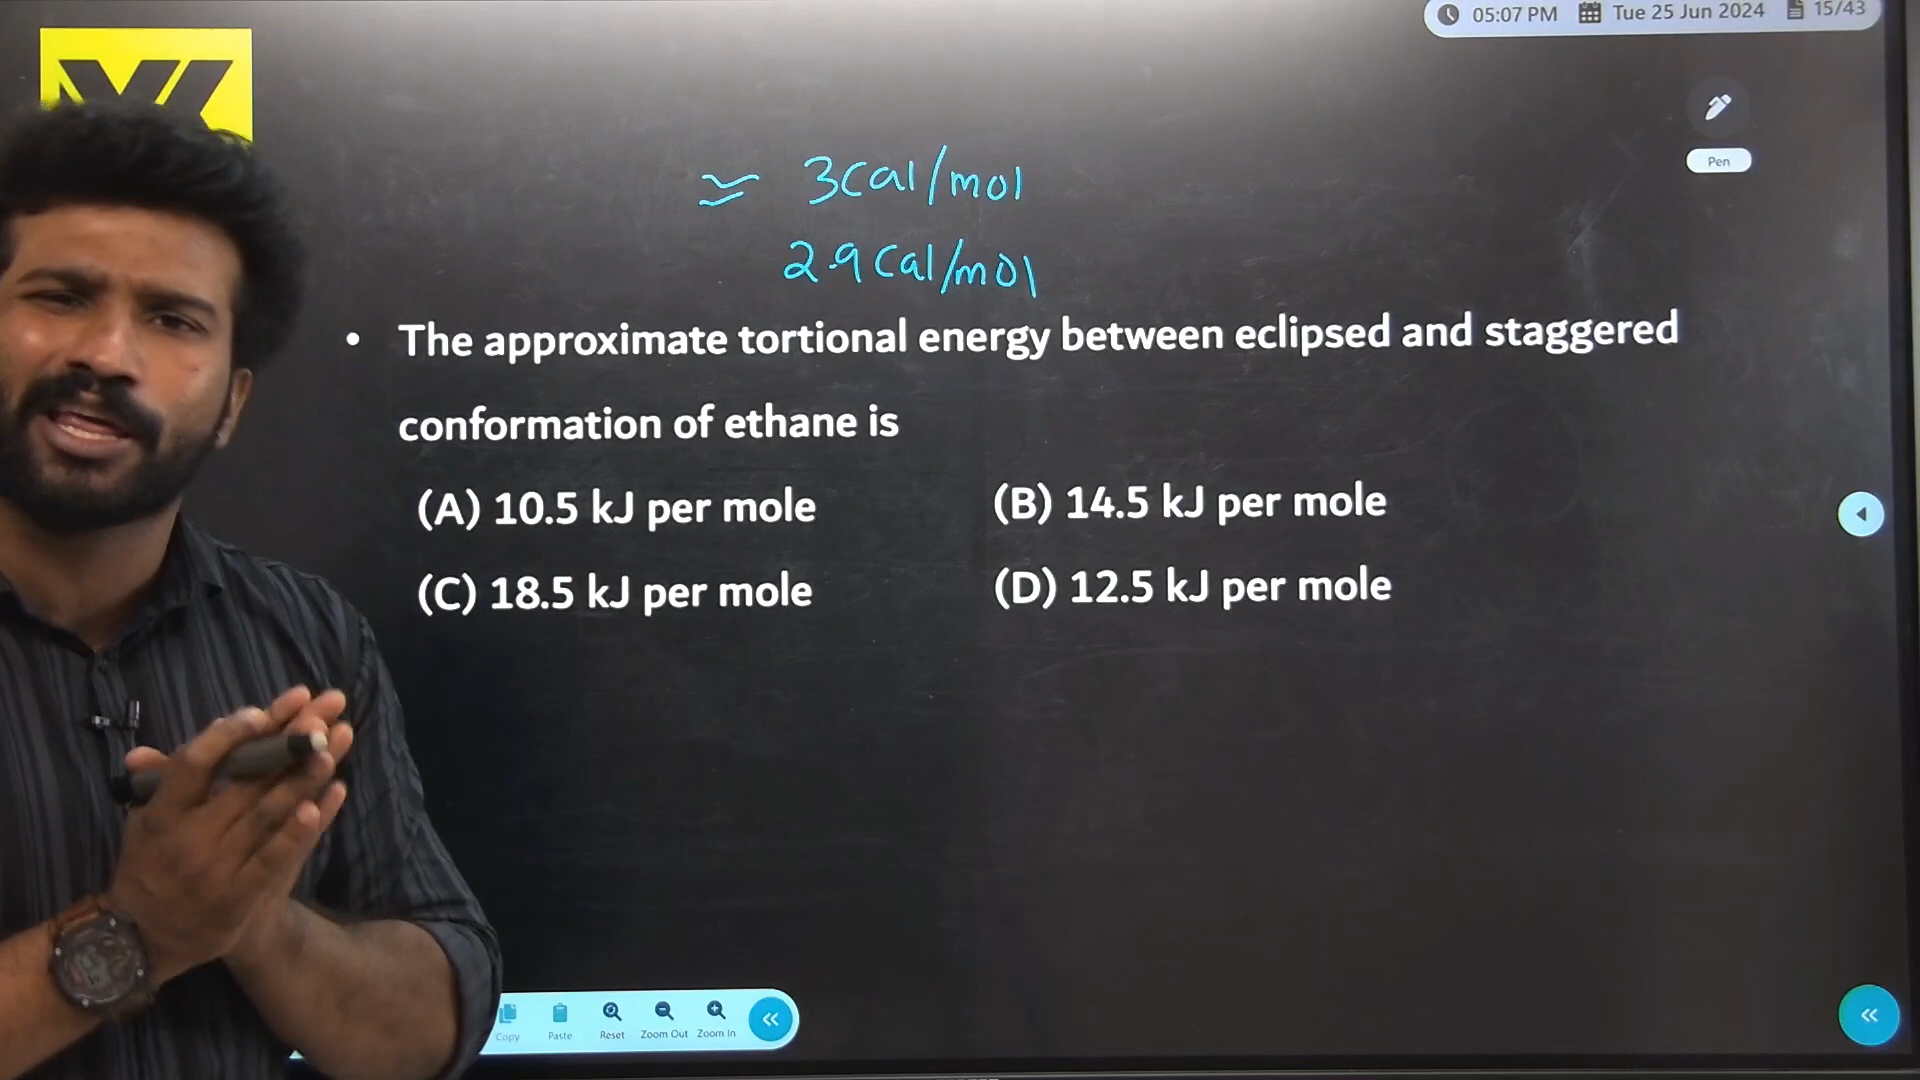 05:07 PM Tue 25 Jun 2024 15/43
VK
Pen
≃ 3Cal/mol
2.9Cal/mol
• The approximate tortional energy between eclipsed and staggered
conformation of ethane is
(A) 10.5 kJ per mole (B) 14.5 kJ per mole
(C) 18.5 kJ per mole (D) 12.5 kJ per mole
Copy Paste Reset Zoom Out Zoom In